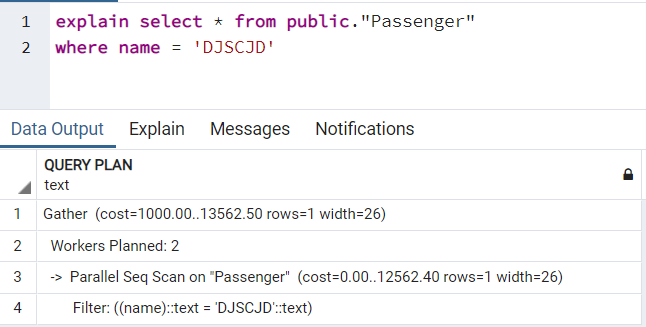 1 explain select * from public."Passenger"
2 where name = 'DJSCJD'
Data Output Explain Messages Notifications
QUERY PLAN
text
1 Gather (cost=1000.00..13562.50 rows=1 width=26)
2 Workers Planned: 2
3 -> Parallel Seq Scan on "Passenger" (cost=0.00..12562.40 rows=1 width=26)
4 Filter: ((name)::text = 'DJSCJD'::text)